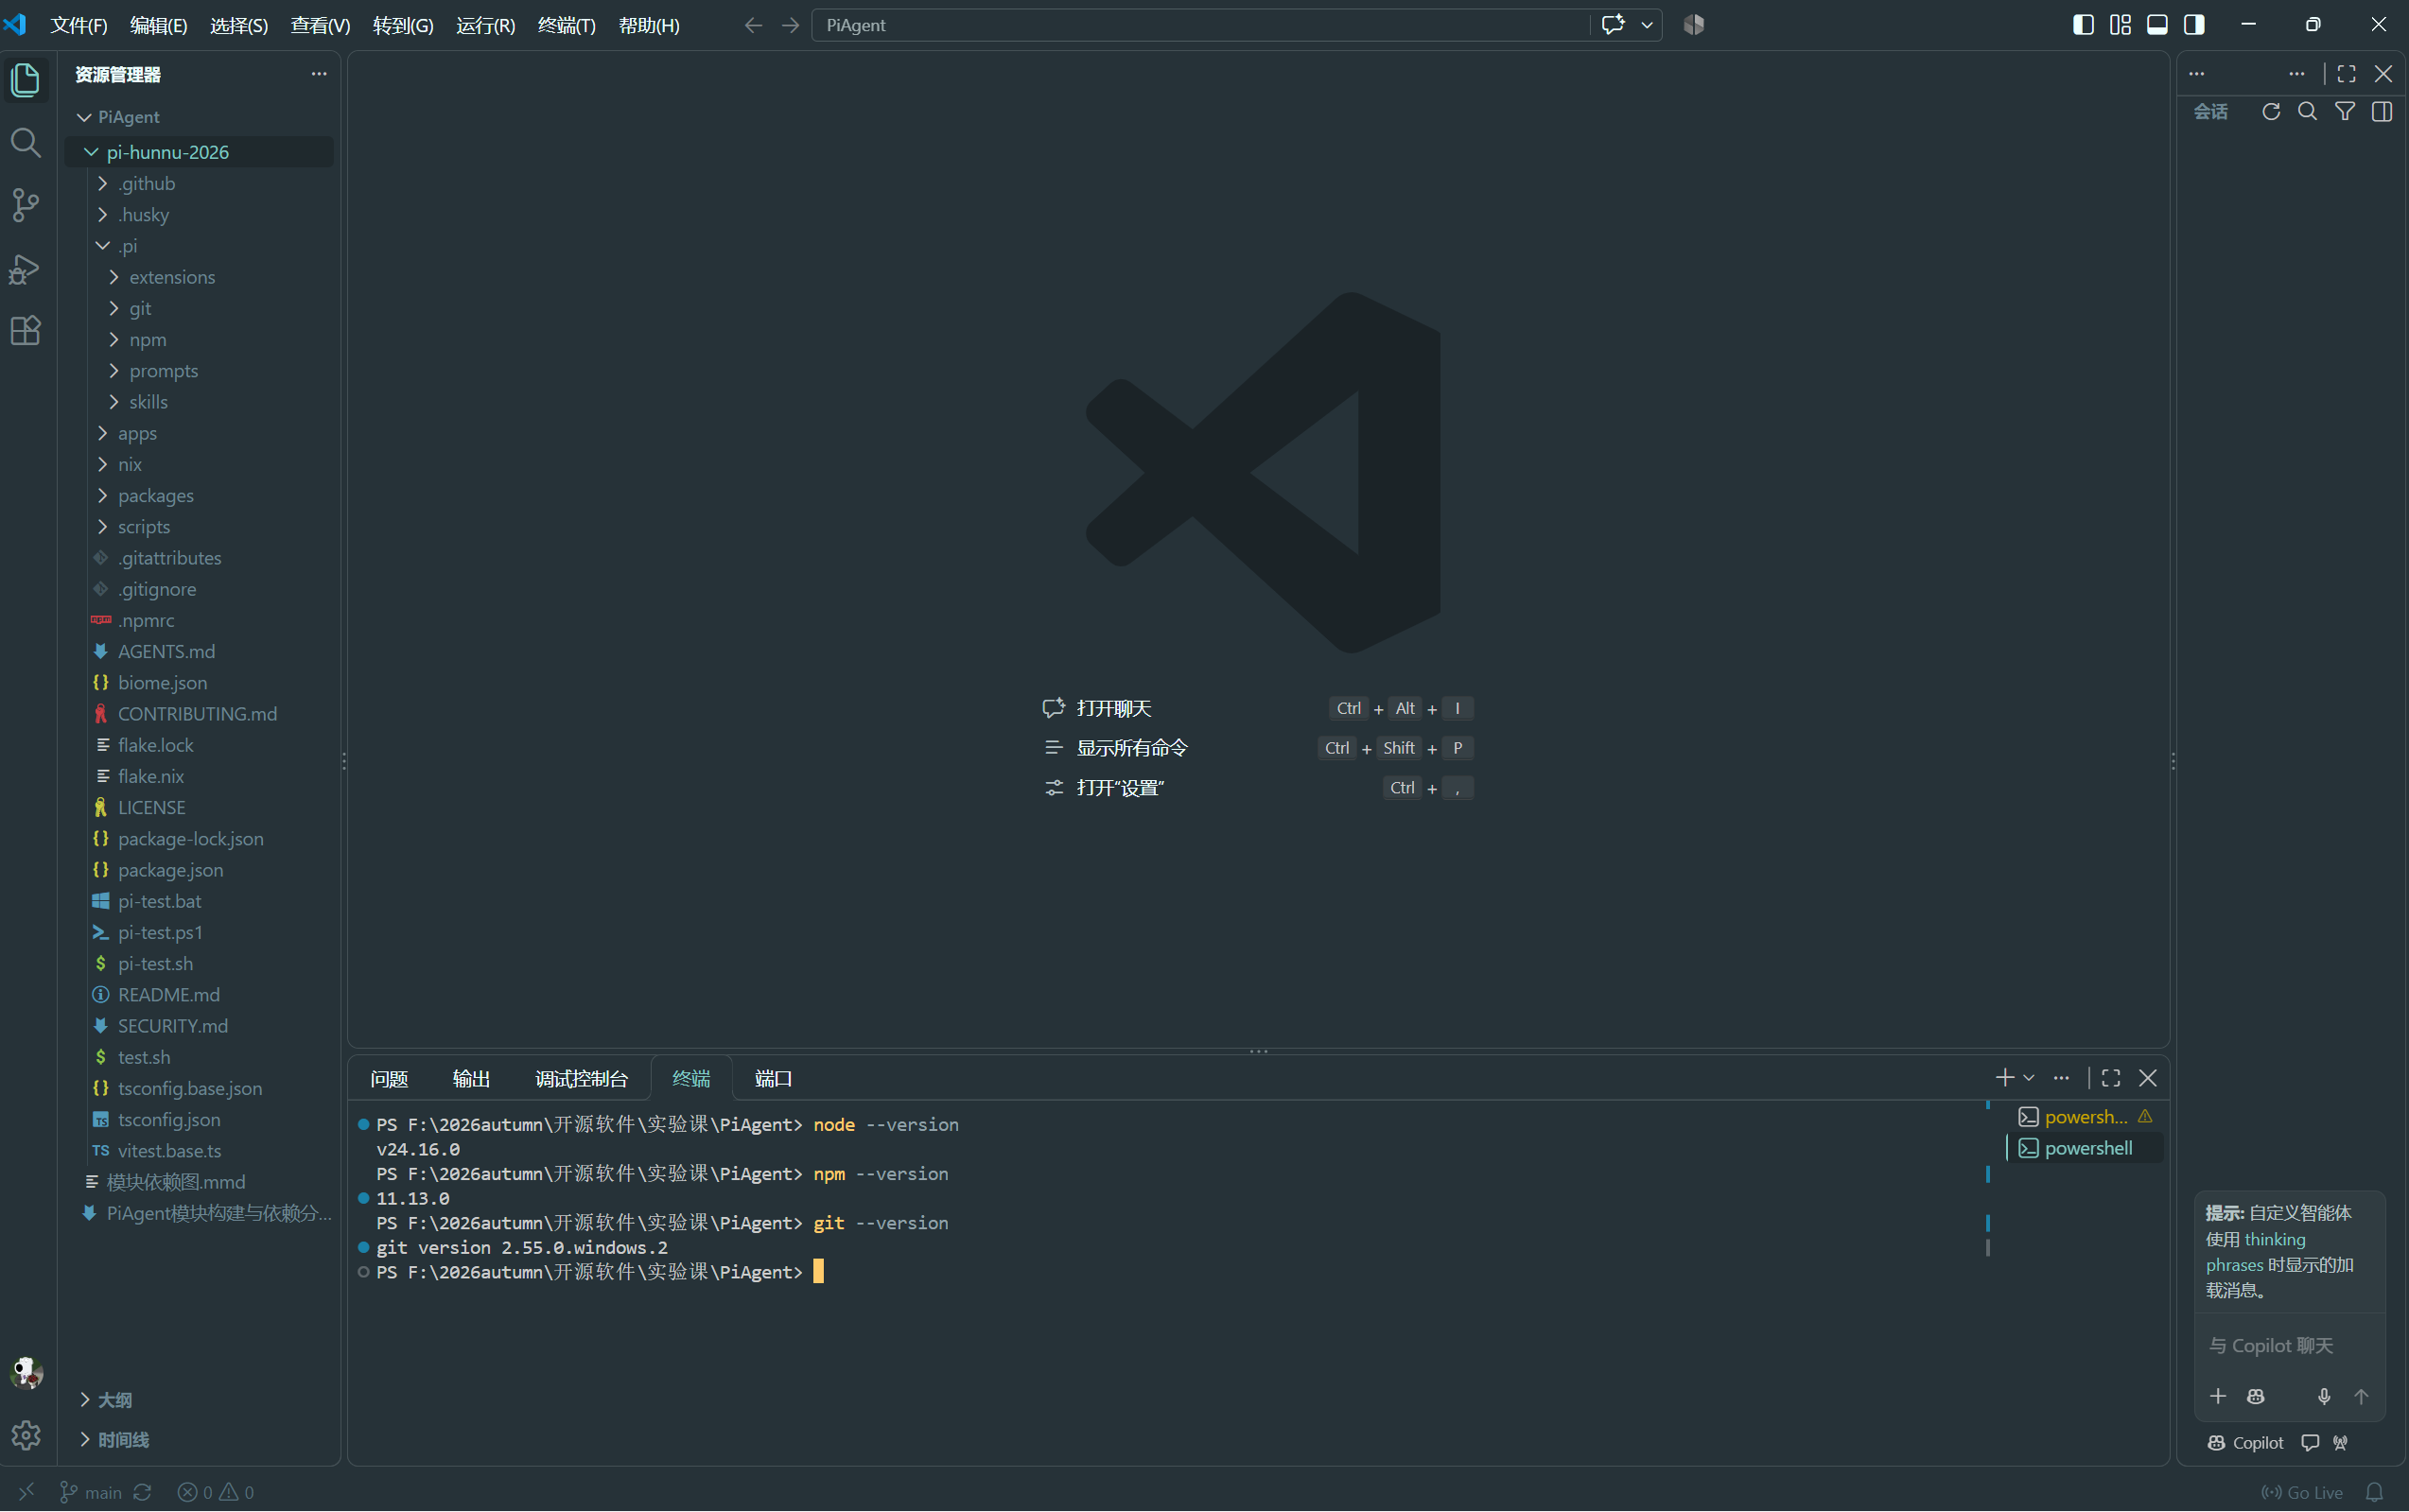 文件(F) 编辑(E) 选择(S) 查看(V) 转到(G) 运行(R) 终端(T) 帮助(H) PiAgent
资源管理器
PiAgent
pi-hunnu-2026
.github
.husky
.pi
extensions
git
npm
prompts
skills
apps
nix
packages
scripts
.gitattributes
.gitignore
.npmrc
AGENTS.md
biome.json
CONTRIBUTING.md
flake.lock
flake.nix
LICENSE
package-lock.json
package.json
pi-test.bat
pi-test.ps1
pi-test.sh
README.md
SECURITY.md
test.sh
tsconfig.base.json
tsconfig.json
vitest.base.ts
模块依赖图.mmd
PiAgent模块构建与依赖分...
大纲
时间线
打开聊天 Ctrl + Alt + I
显示所有命令 Ctrl + Shift + P
打开“设置” Ctrl + ,
问题 输出 调试控制台 终端 端口
PS F:\2026autumn\开源软件\实验课\PiAgent> node --version
v24.16.0
PS F:\2026autumn\开源软件\实验课\PiAgent> npm --version
11.13.0
PS F:\2026autumn\开源软件\实验课\PiAgent> git --version
git version 2.55.0.windows.2
PS F:\2026autumn\开源软件\实验课\PiAgent>
powersh...
powershell
会话
提示: 自定义智能体
使用 thinking
phrases 时显示的加
载消息。
与 Copilot 聊天
Copilot
main 0 0 Go Live